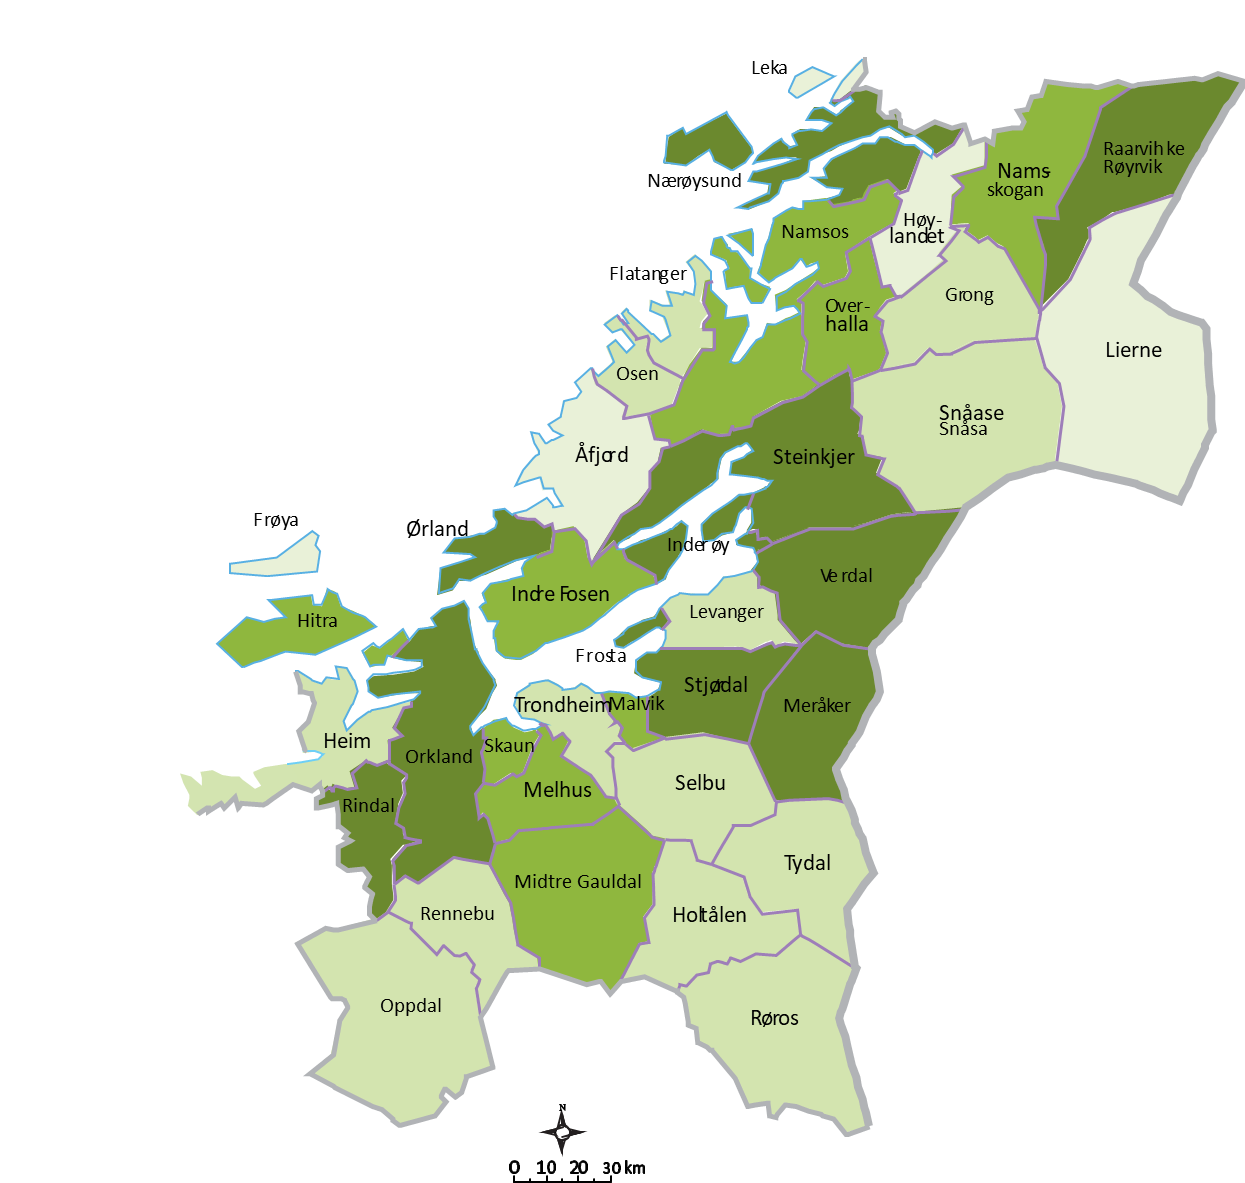 Leka
Raarvihke
Røyrvik
Nams-
skogan
Nærøysund
Høy-
landet
Namsos
Flatanger
Grong
Over-
halla
Lierne
Osen
Snåase
Snåsa
Åfjord
Steinkjer
Frøya
Ørland
Inderøy
Verdal
Indre Fosen
Levanger
Hitra
Frosta
Stjørdal
Trondheim
Malvik
Meråker
Heim
Skaun
Orkland
Selbu
Melhus
Rindal
Tydal
Midtre Gauldal
Rennebu
Holtålen
Oppdal
Røros
N
0 10 20 30 km